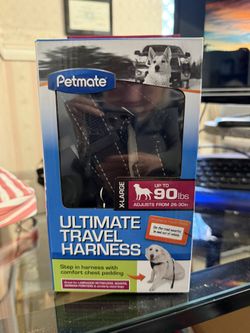 Petmate
X-LARGE
UP TO
90lbs
ADJUSTS FROM 26-30in
ULTIMATE
TRAVEL
HARNESS
Step in harness with
comfort chest padding